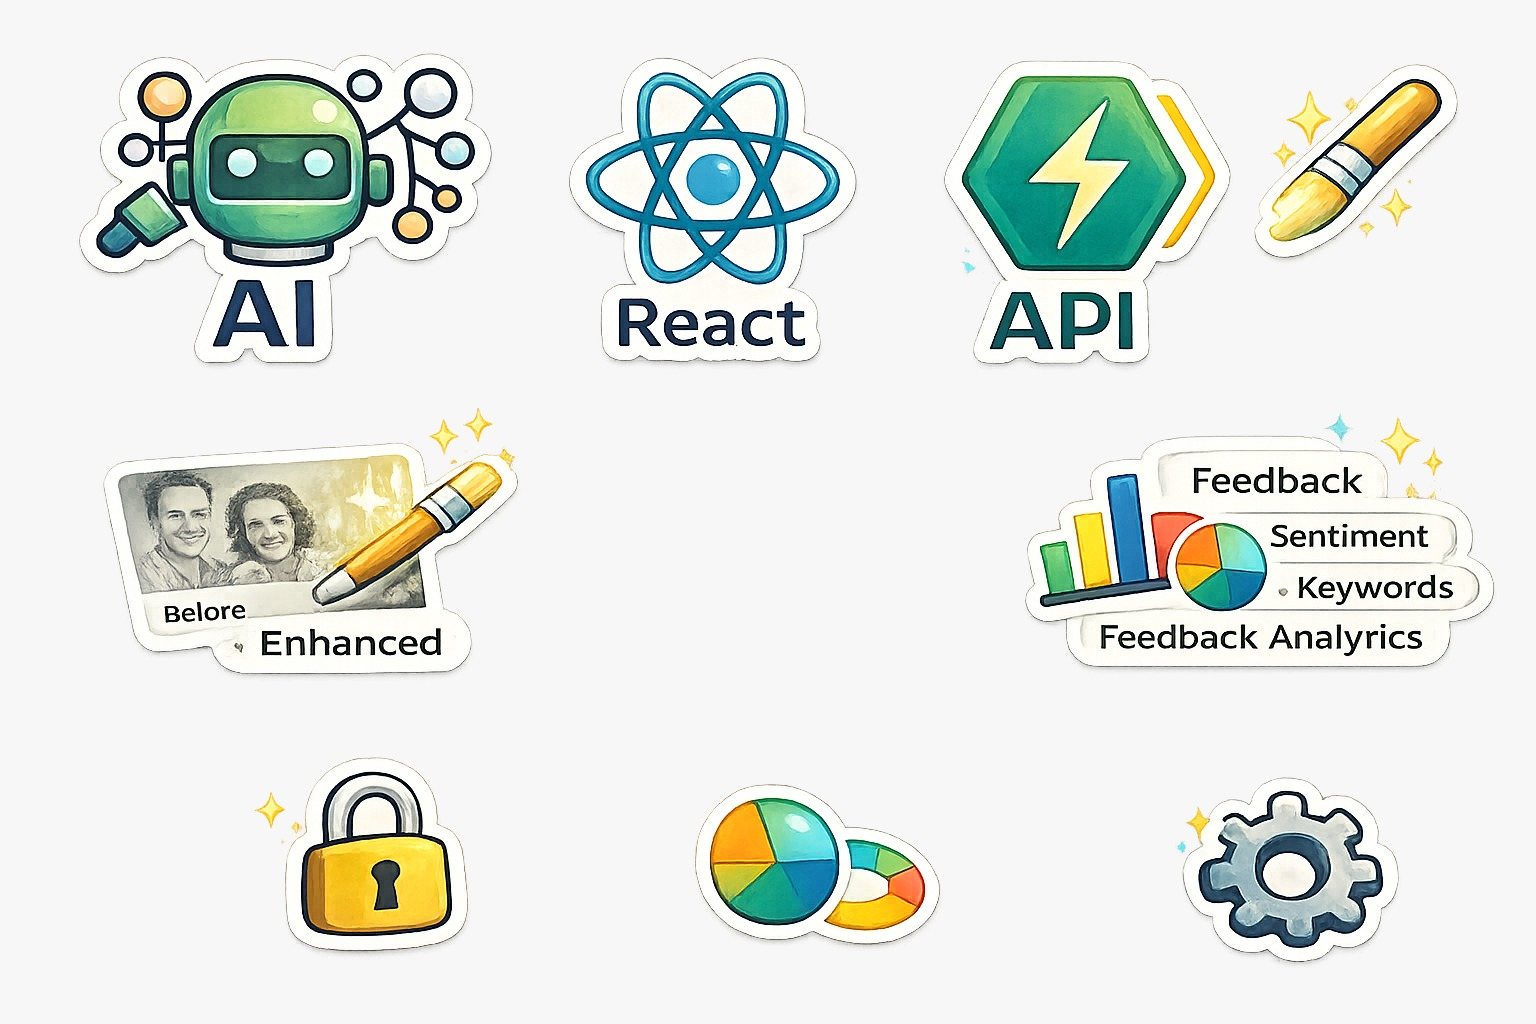 AI
React
API
Belore
Enhanced
Feedback
Sentiment
Keywords
Feedback Analyrics